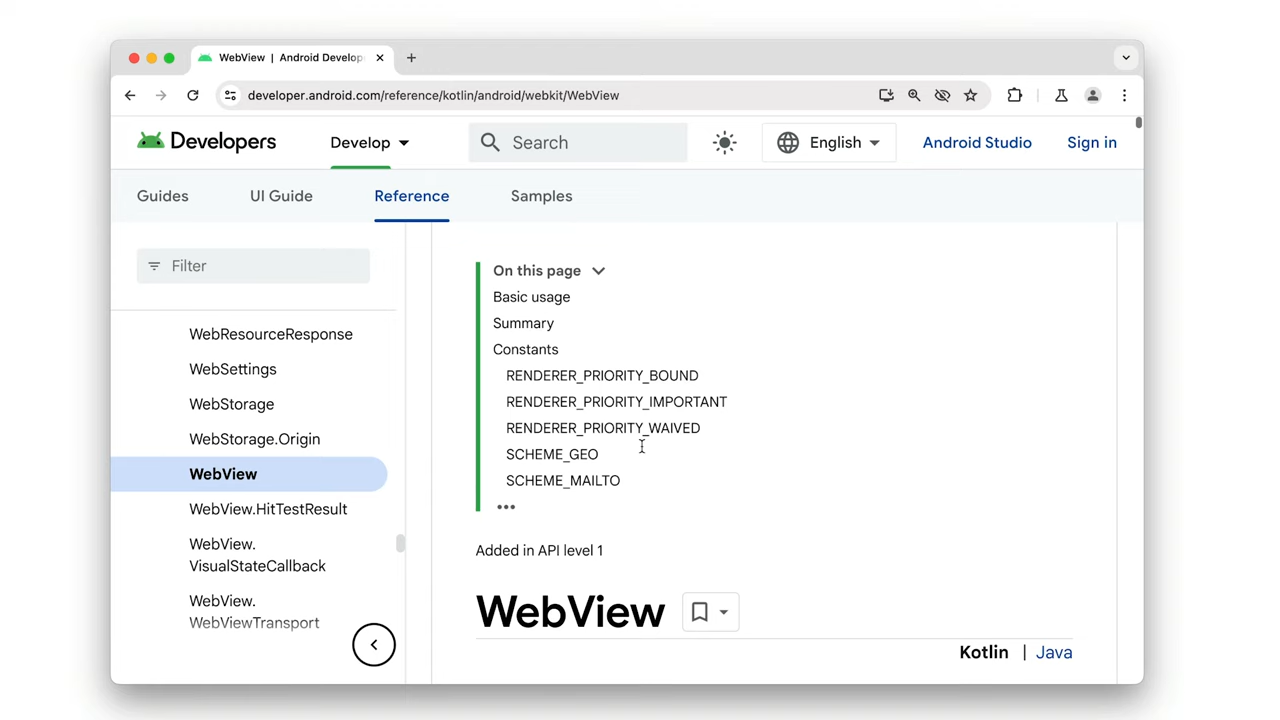 WebView | Android Develop
developer.android.com/reference/kotlin/android/webkit/WebView
Developers
Develop
Search
English
Android Studio
Sign in
Guides
UI Guide
Reference
Samples
Filter
WebResourceResponse
WebSettings
WebStorage
WebStorage.Origin
WebView
WebView.HitTestResult
WebView.
VisualStateCallback
WebView.
WebViewTransport
On this page
Basic usage
Summary
Constants
RENDERER_PRIORITY_BOUND
RENDERER_PRIORITY_IMPORTANT
RENDERER_PRIORITY_WAIVED
SCHEME_GEO
SCHEME_MAILTO
•••
Added in API level 1
WebView
Kotlin | Java